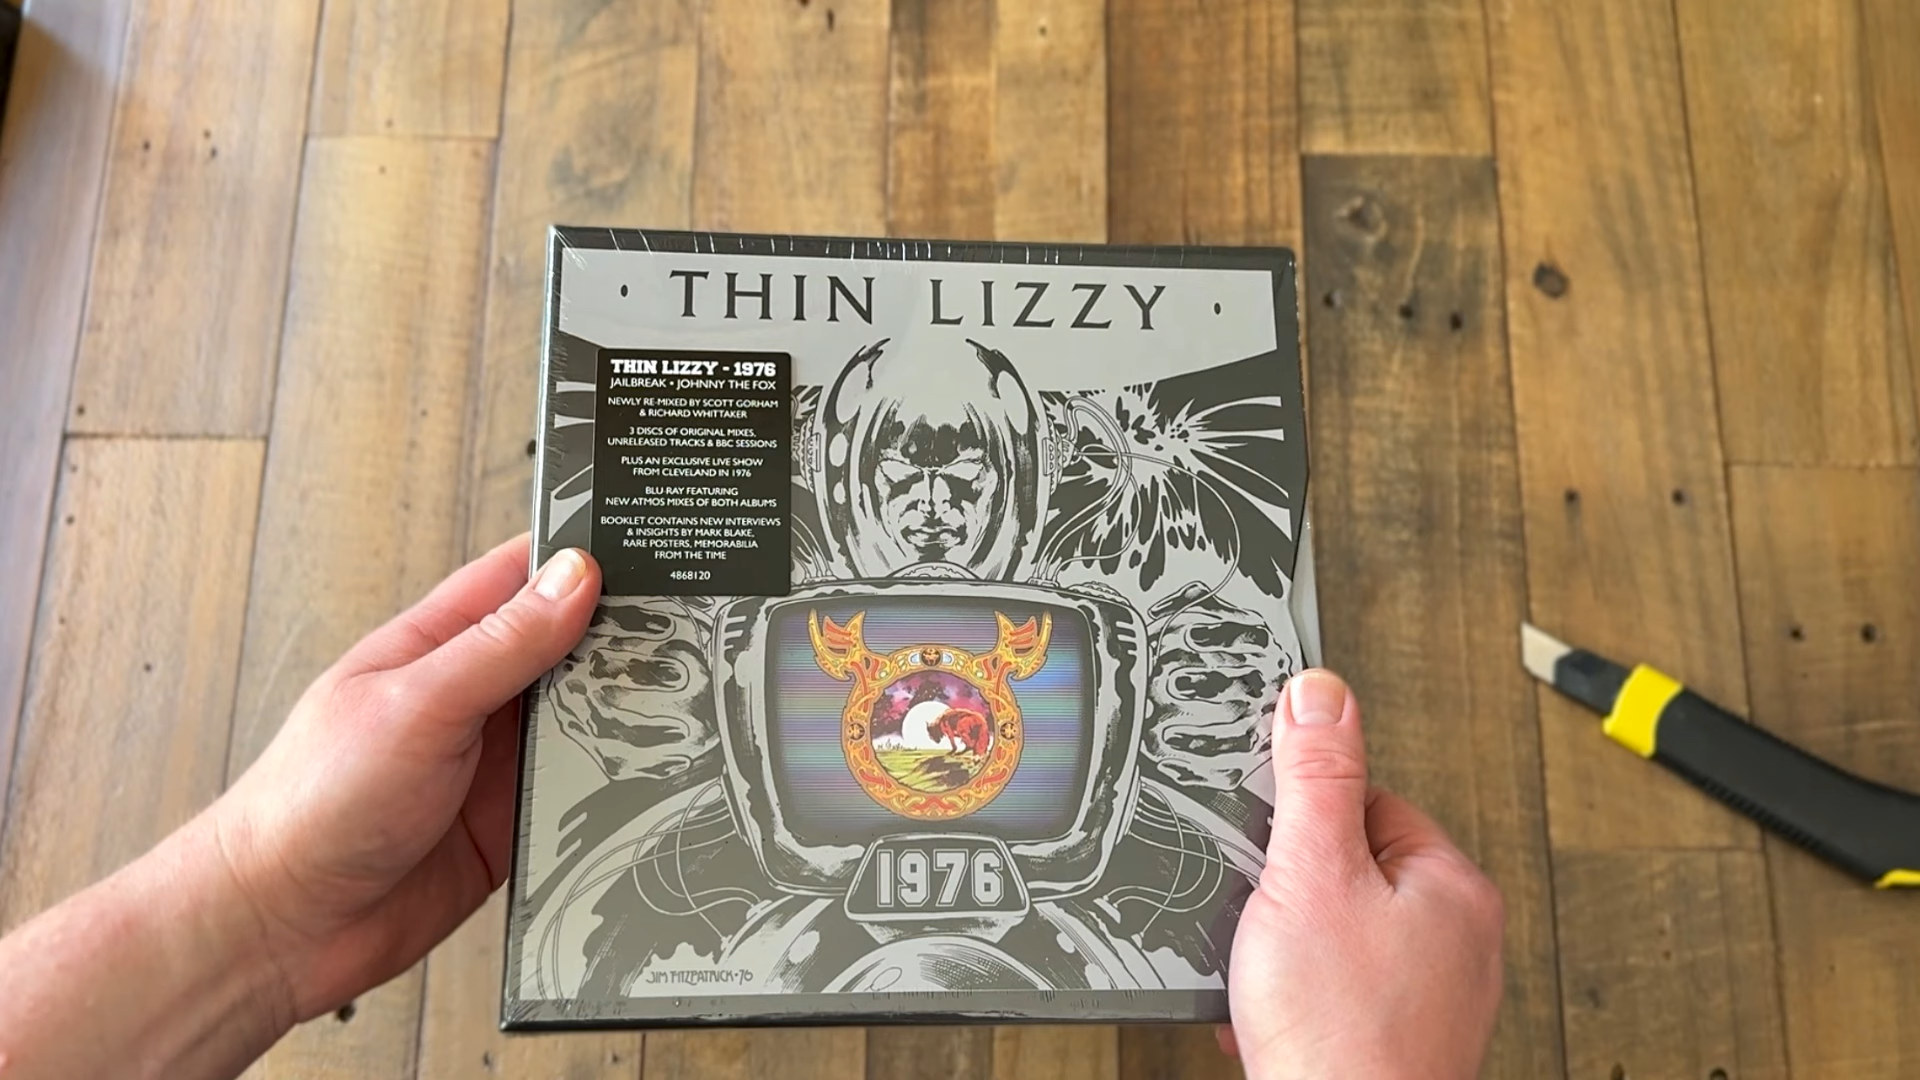 • THIN LIZZY •
THIN LIZZY - 1976
JAILBREAK • JOHNNY THE FOX
NEWLY RE-MIXED BY SCOTT GORHAM
& RICHARD WHITTAKER
3 DISCS OF ORIGINAL MIXES,
UNRELEASED TRACKS & BBC SESSIONS
PLUS AN EXCLUSIVE LIVE SHOW
FROM CLEVELAND IN 1976
BLU-RAY FEATURING
NEW ATMOS MIXES OF BOTH ALBUMS
BOOKLET CONTAINS NEW INTERVIEWS
& INSIGHTS BY MARK BLAKE,
RARE POSTERS, MEMORABILIA
FROM THE TIME
4868120
1976
JIM FITZPATRICK • 76